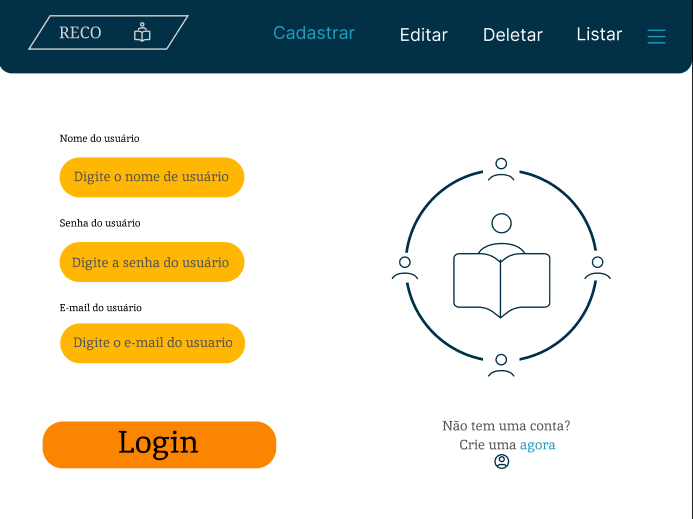 RECO
Cadastrar
Editar
Deletar
Listar
Nome do usuário
Digite o nome de usuário
Senha do usuário
Digite a senha do usuário
E-mail do usuário
Digite o e-mail do usuario
Login
Não tem uma conta?
Crie uma agora